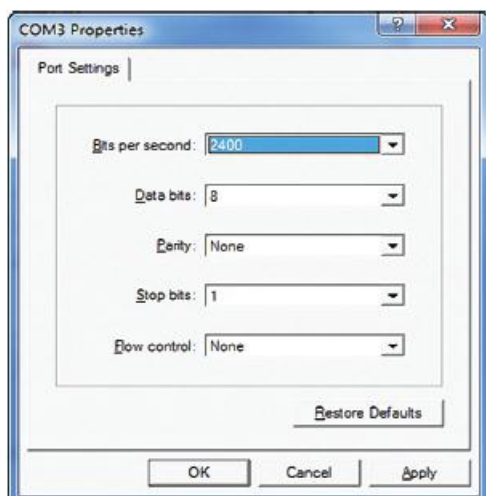 COM3 Properties
Port Settings
Bits per second: 2400
Data bits: 8
Parity: None
Stop bits: 1
Flow control: None
Restore Defaults
OK Cancel Apply